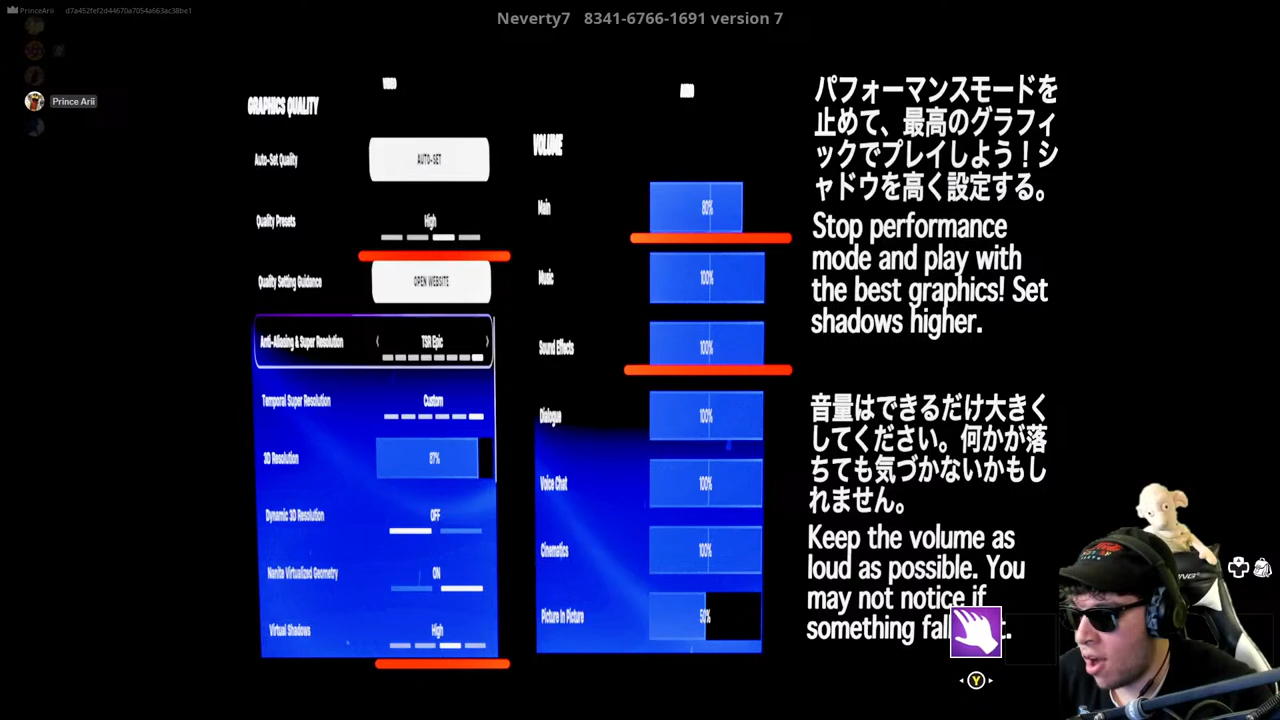 PrinceArii
d7a452fef2d44670a7054a663ac38be1
Neverty7 8341-6766-1691 version 7
Prince Arii
VIDEO
GRAPHICS QUALITY
Auto-Set Quality
AUTO-SET
Quality Presets
High
Quality Setting Guidance
OPEN WEBSITE
Anti-Aliasing & Super Resolution
TSR Epic
Temporal Super Resolution
Custom
3D Resolution
87%
Dynamic 3D Resolution
OFF
Nanite Virtualized Geometry
ON
Virtual Shadows
High
AUDIO
VOLUME
Main
80%
Music
100%
Sound Effects
100%
Dialogue
100%
Voice Chat
100%
Cinematics
100%
Picture In Picture
50%
パフォーマンスモードを
止めて、最高のグラフィ
ックでプレイしよう！シ
ャドウを高く設定する。
Stop performance
mode and play with
the best graphics! Set
shadows higher.
音量はできるだけ大きく
してください。何かが落
ちても気づかないかもし
れません。
Keep the volume as
loud as possible. You
may not notice if
something
Y